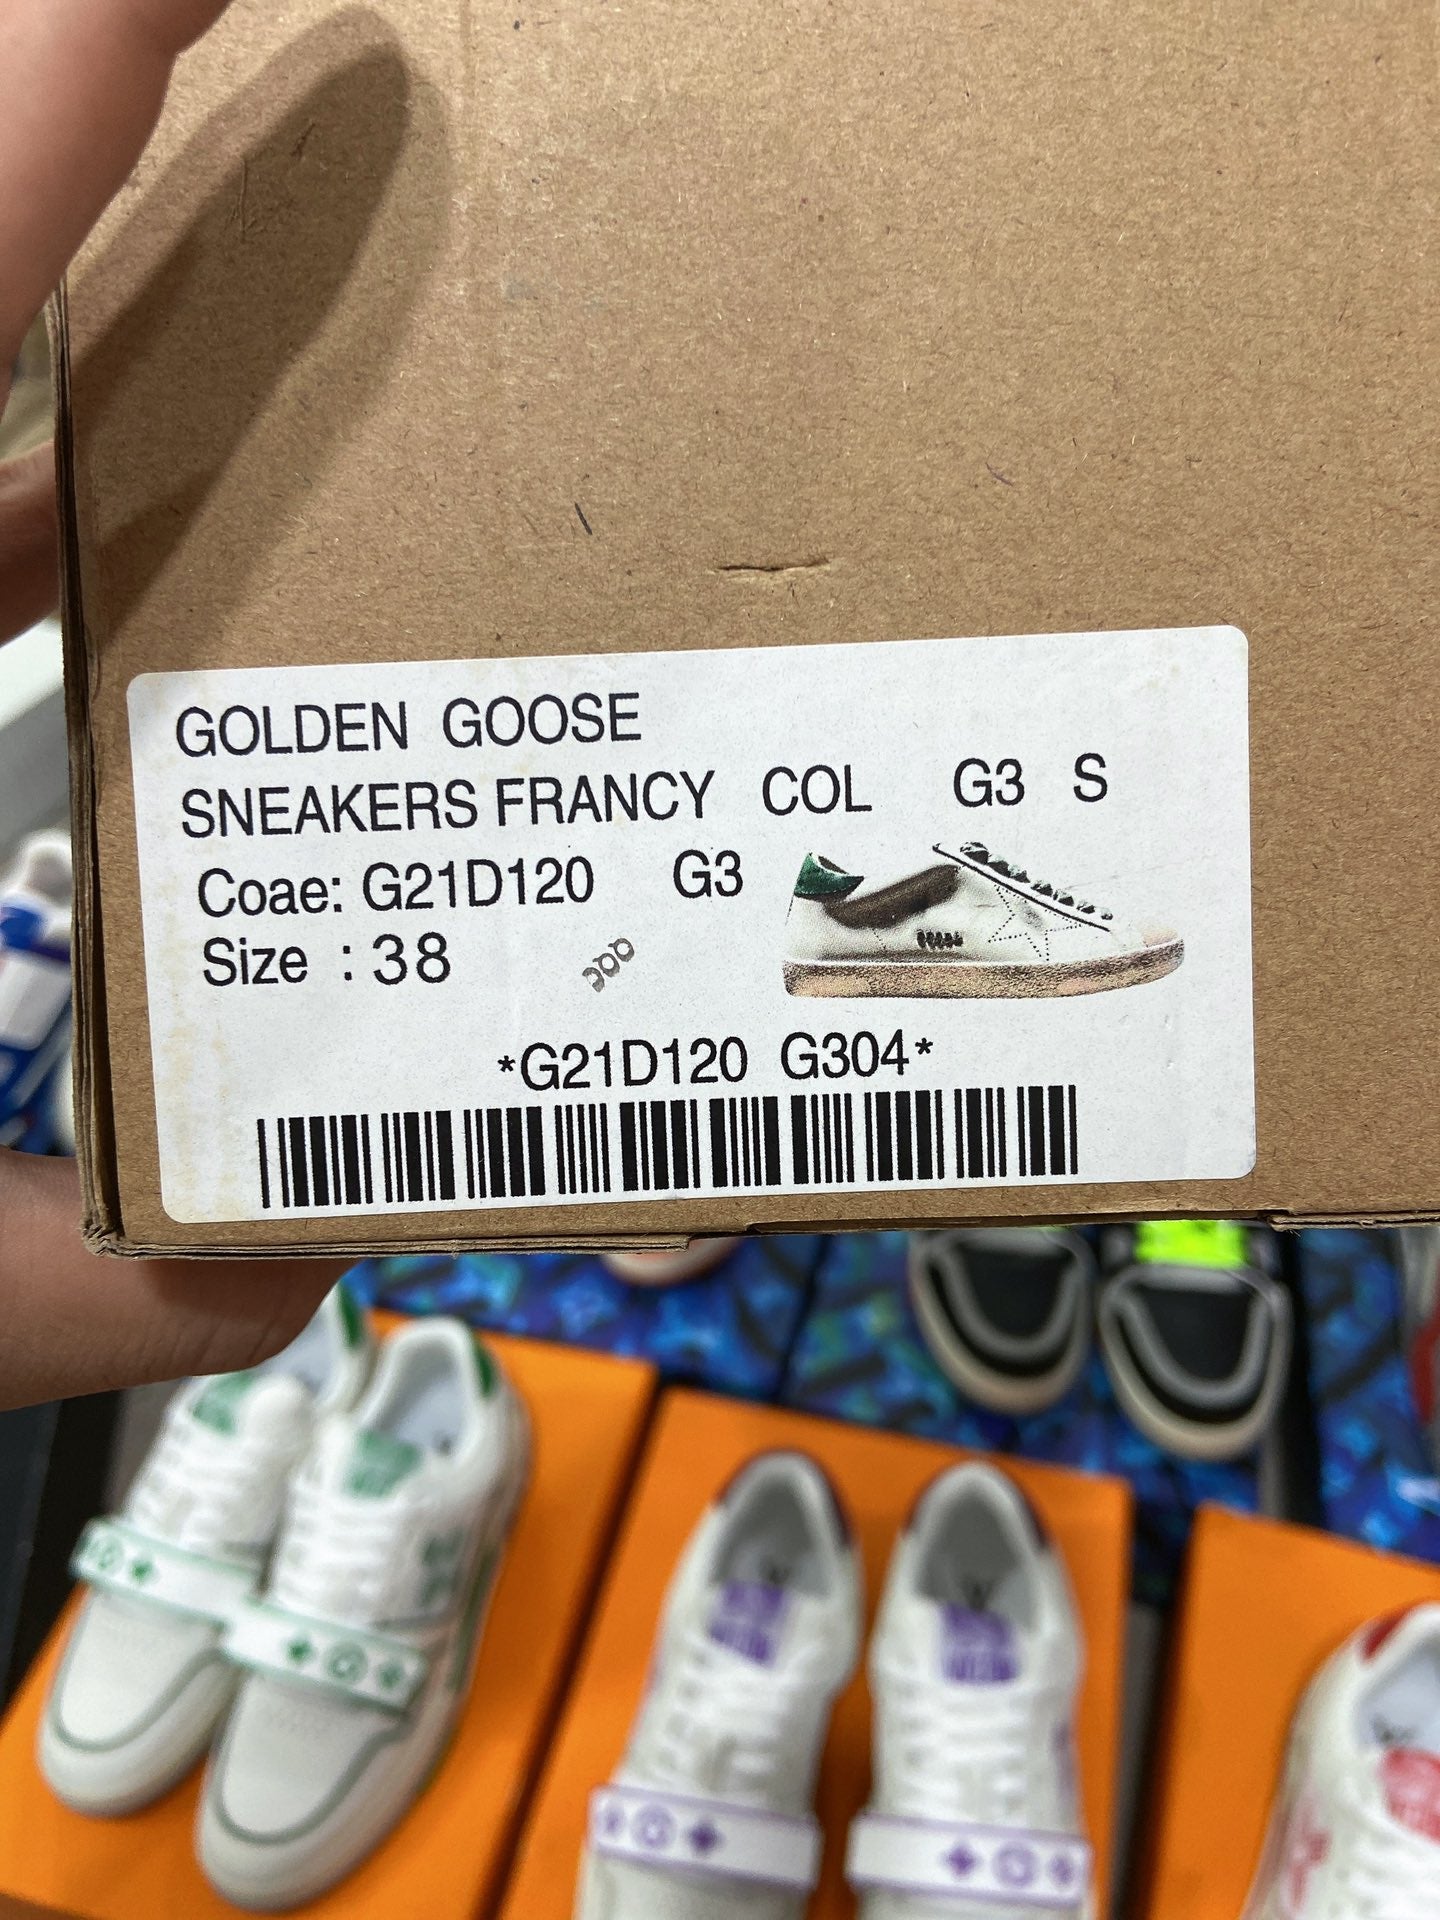 GOLDEN GOOSE
SNEAKERS FRANCY COL G3 S
Coae: G21D120 G3
Size : 38
*G21D120 G304*